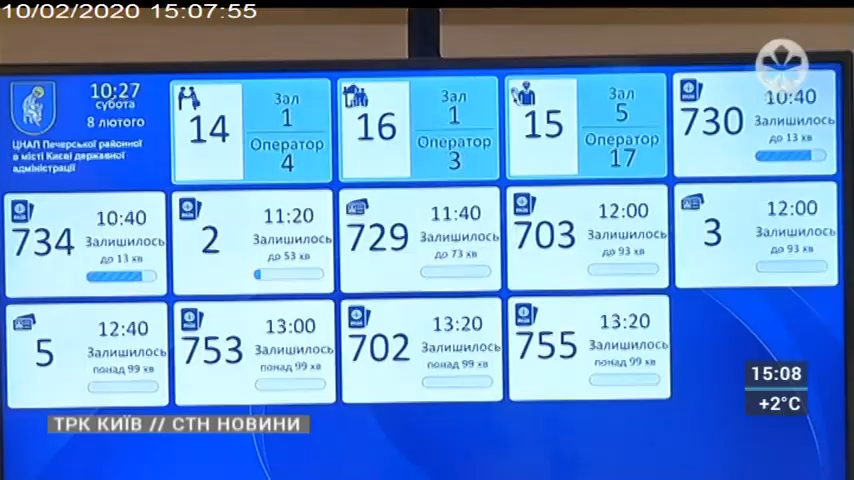 10/02/2020 15:07:55
10:27
субота
8 лютого
ЦНАП Печерської районної
в місті Києві державної
адміністрації
14
Зал
1
Оператор
4
16
Зал
1
Оператор
3
15
Зал
5
Оператор
17
730
10:40
Залишилось
до 13 хв
734
10:40
Залишилось
до 13 хв
2
11:20
Залишилось
до 53 хв
729
11:40
Залишилось
до 73 хв
703
12:00
Залишилось
до 93 хв
3
12:00
Залишилось
до 93 хв
5
12:40
Залишилось
понад 99 хв
753
13:00
Залишилось
понад 99 хв
702
13:20
Залишилось
понад 99 хв
755
13:20
Залишилось
понад 99 хв
15:08
+2°C
ТРК КИЇВ // СТН НОВИНИ